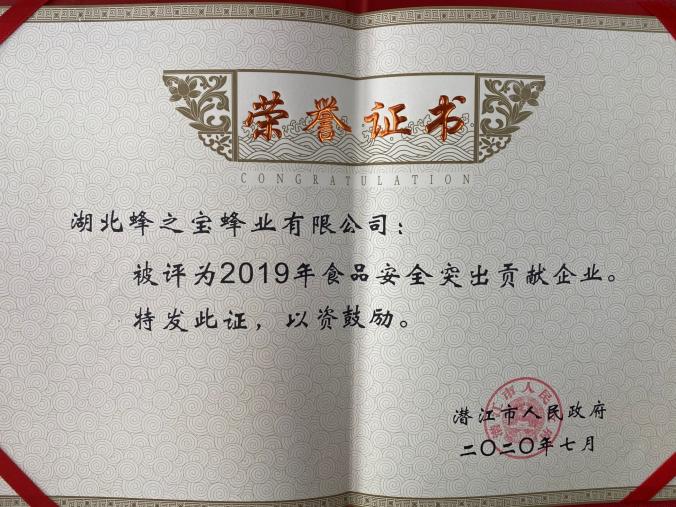 荣誉证书
CONGRATULATION
湖北蜂之宝蜂业有限公司：
被评为2019年食品安全突出贡献企业。
特发此证，以资鼓励。
潜江市人民政府
二〇二〇年七月